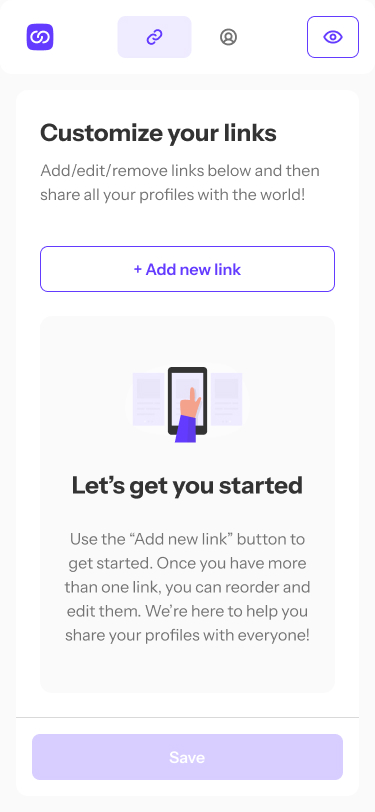 Customize your links
Add/edit/remove links below and then
share all your profiles with the world!
+ Add new link
Let’s get you started
Use the “Add new link” button to
get started. Once you have more
than one link, you can reorder and
edit them. We’re here to help you
share your profiles with everyone!
Save